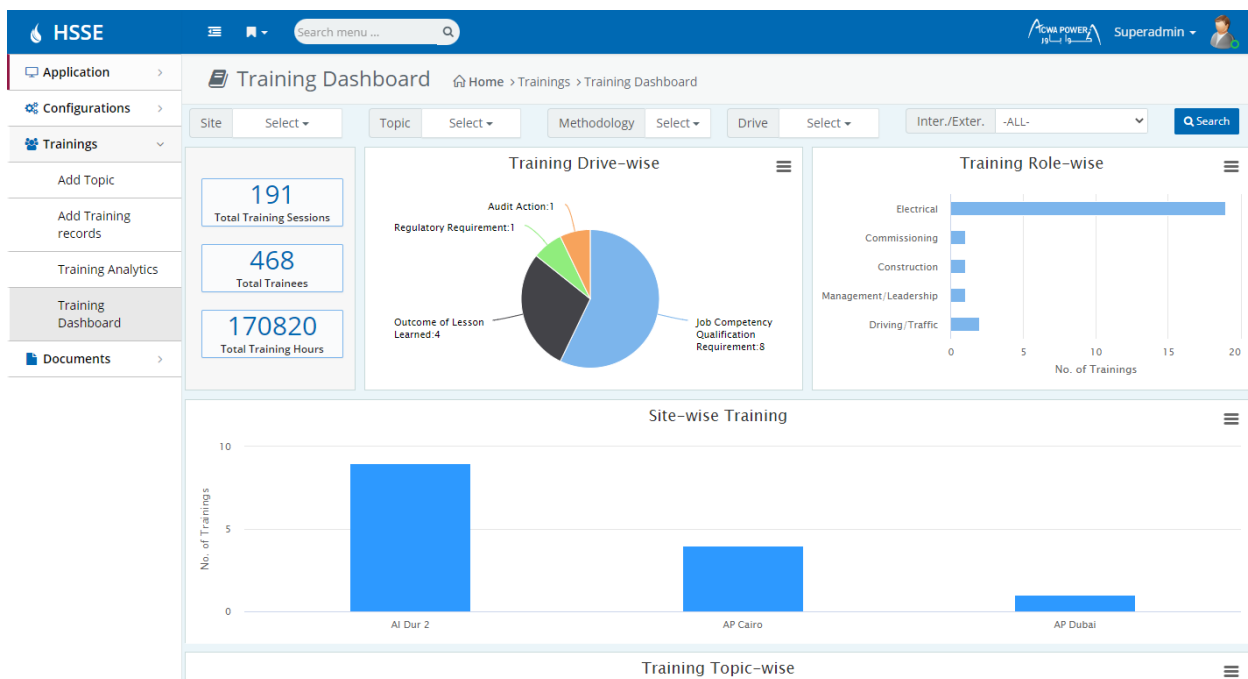 HSSE
Search menu ...
ACWA POWER
Superadmin
Application
Configurations
Trainings
Add Topic
Add Training
records
Training Analytics
Training
Dashboard
Documents
Training Dashboard
Home > Trainings > Training Dashboard
Site Select
Topic Select
Methodology Select
Drive Select
Inter./Exter. -ALL-
Search
191
Total Training Sessions
468
Total Trainees
170820
Total Training Hours
Training Drive-wise
Audit Action:1
Regulatory Requirement:1
Outcome of Lesson
Learned:4
Job Competency
Qualification
Requirement:8
Training Role-wise
Electrical
Commissioning
Construction
Management/Leadership
Driving/Traffic
0 5 10 15 20
No. of Trainings
Site-wise Training
No. of Trainings
10
5
0
Al Dur 2 AP Cairo AP Dubai
Training Topic-wise